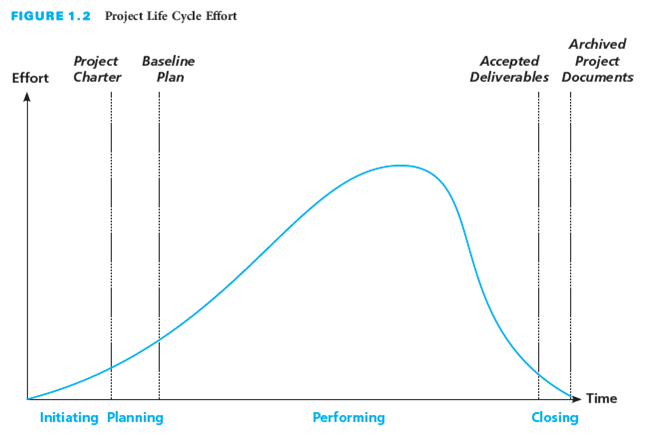 FIGURE 1.2 Project Life Cycle Effort
Archived
Project Baseline Accepted Project
Effort Charter Plan Deliverables Documents
Time
Initiating Planning Performing Closing